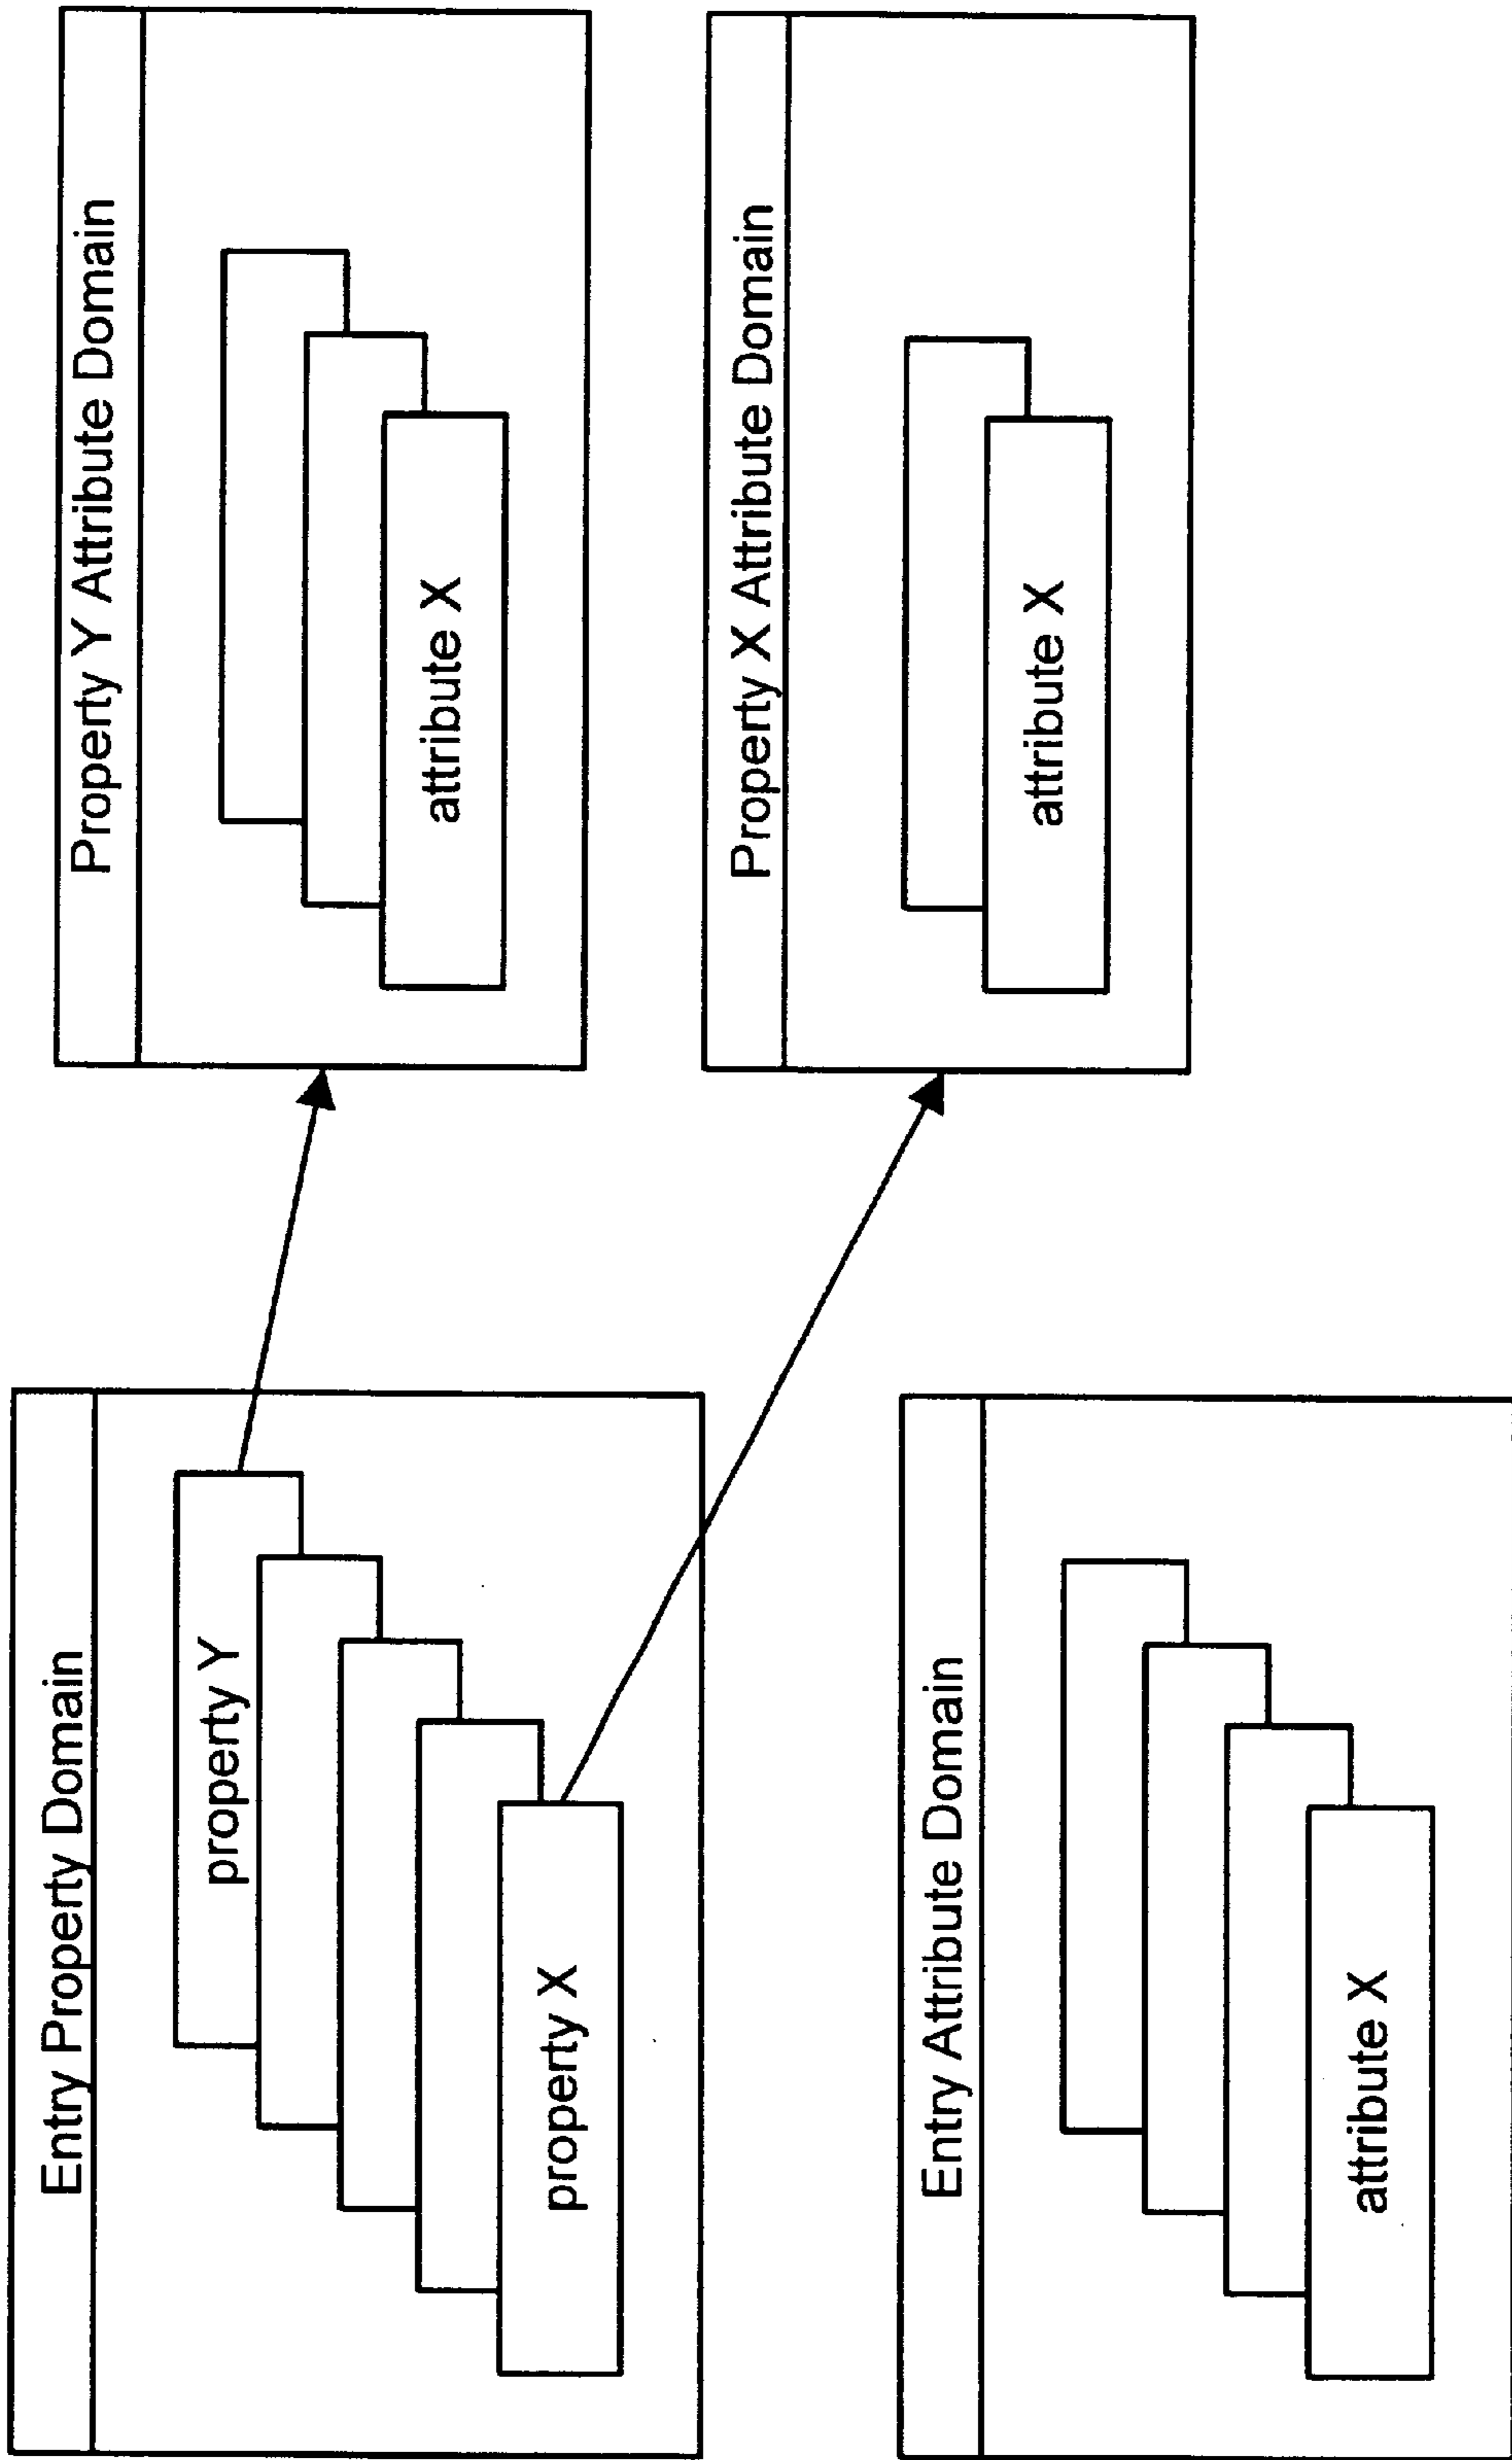 Entry Property Domain
property Y
property X
Property Y Attribute Domain
attribute X
Entry Attribute Domain
attribute X
Property X Attribute Domain
attribute X